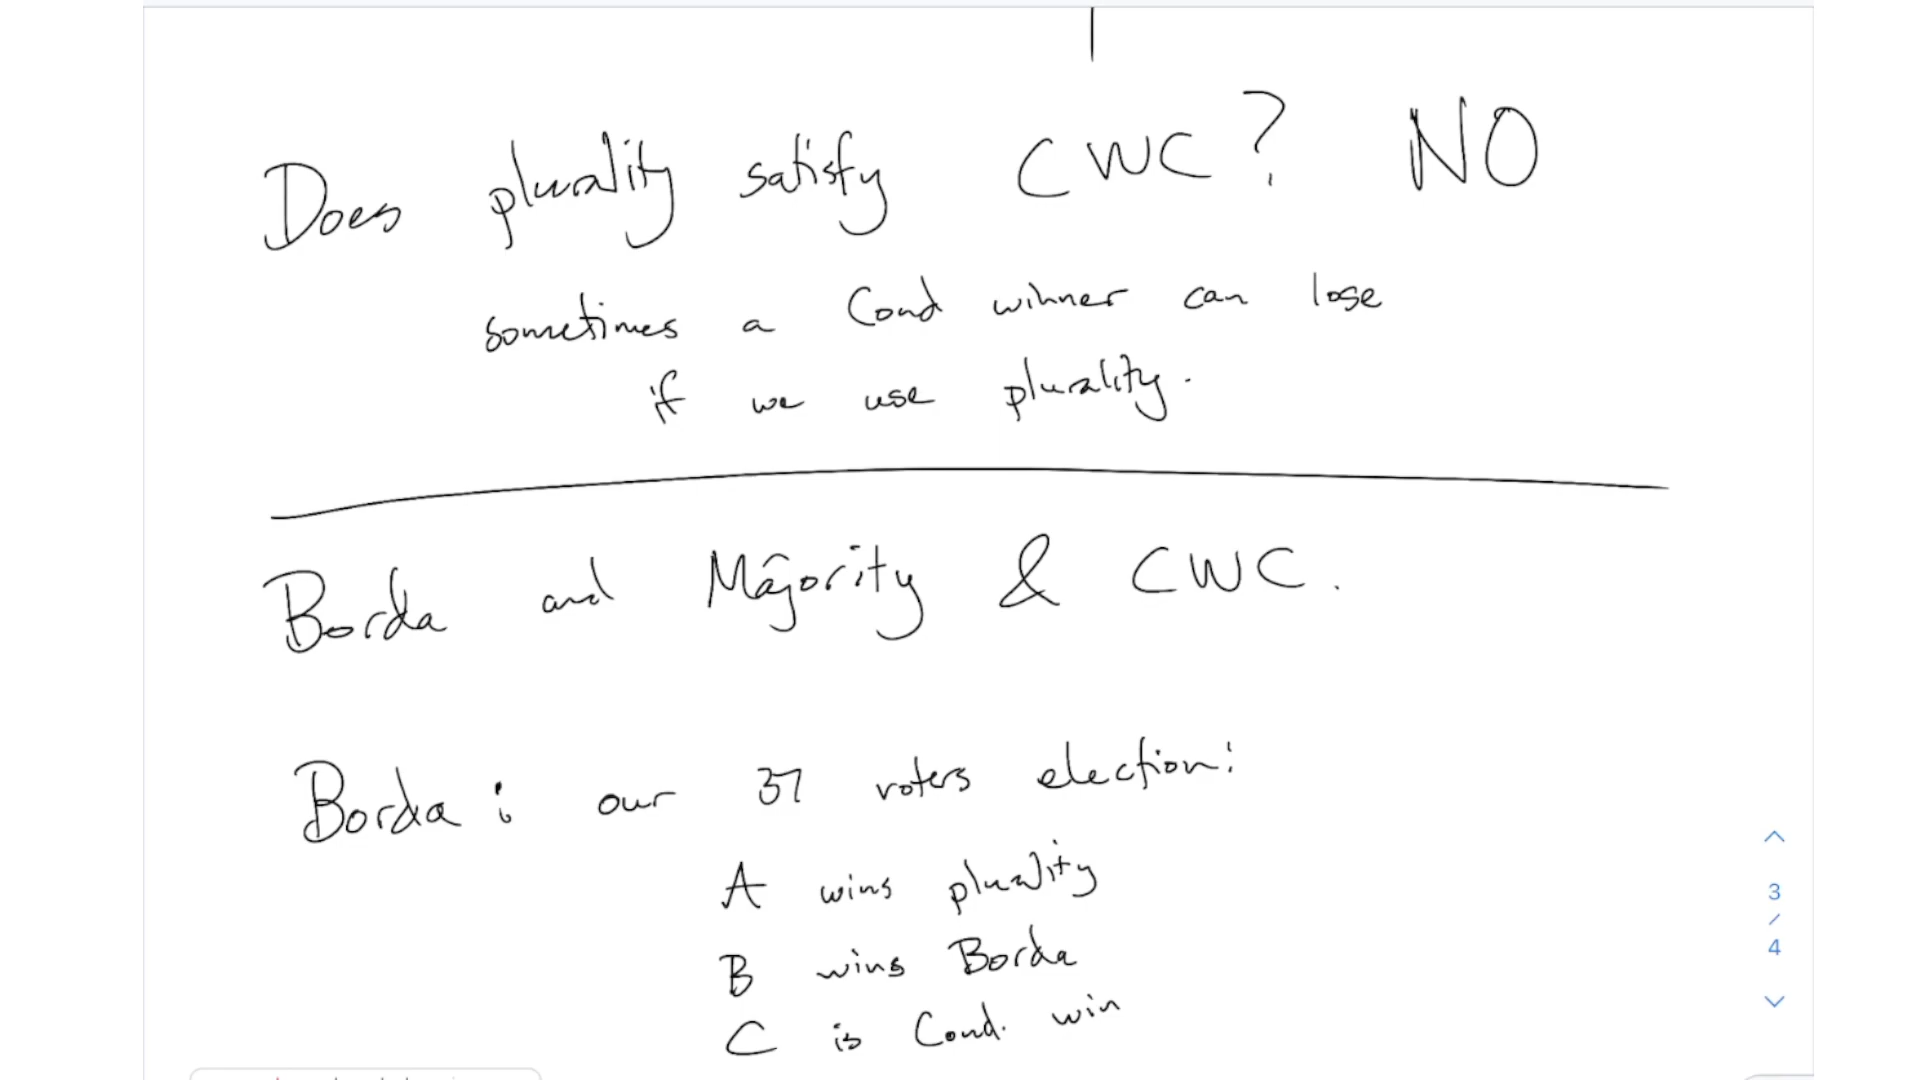 Does plurality satisfy CWC? NO
sometimes a Cond winner can lose
if we use plurality.
Borda and Majority & CWC.
Borda: our 37 voters election:
A wins plurality
B wins Borda
C is Cond. win
3
/
4